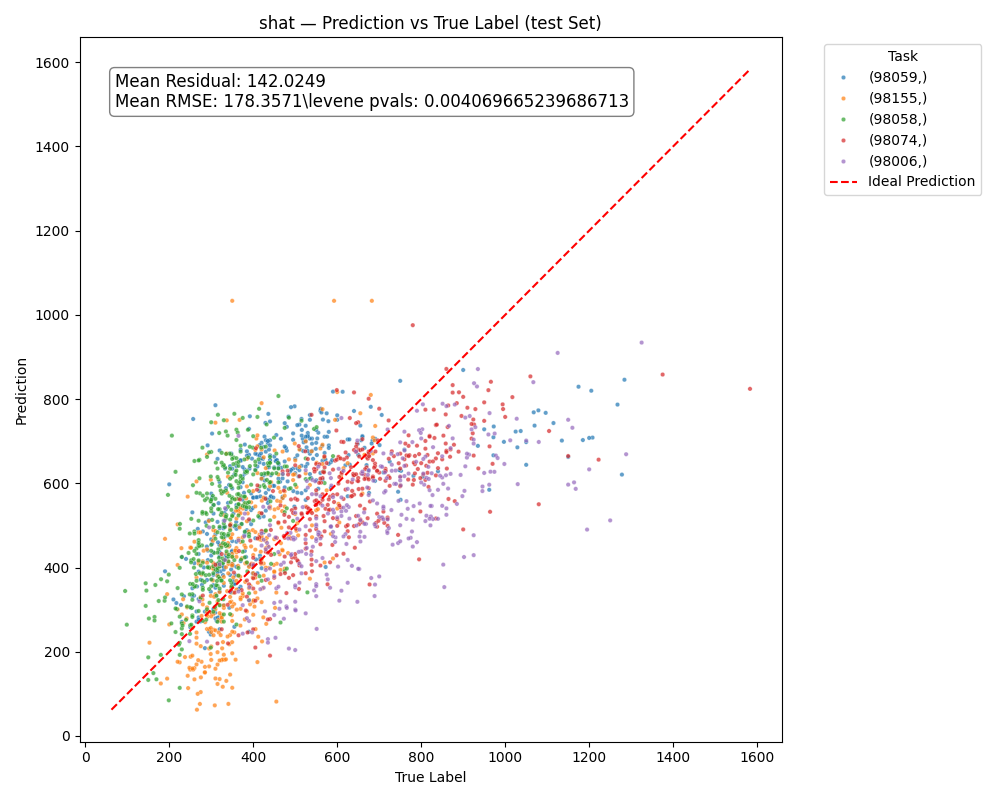 shat — Prediction vs True Label (test Set)
Mean Residual: 142.0249
Mean RMSE: 178.3571\levene pvals: 0.004069665239686713
Task
(98059,)
(98155,)
(98058,)
(98074,)
(98006,)
Ideal Prediction
1600
1400
1200
1000
800
600
400
200
0
Prediction
0 200 400 600 800 1000 1200 1400 1600
True Label